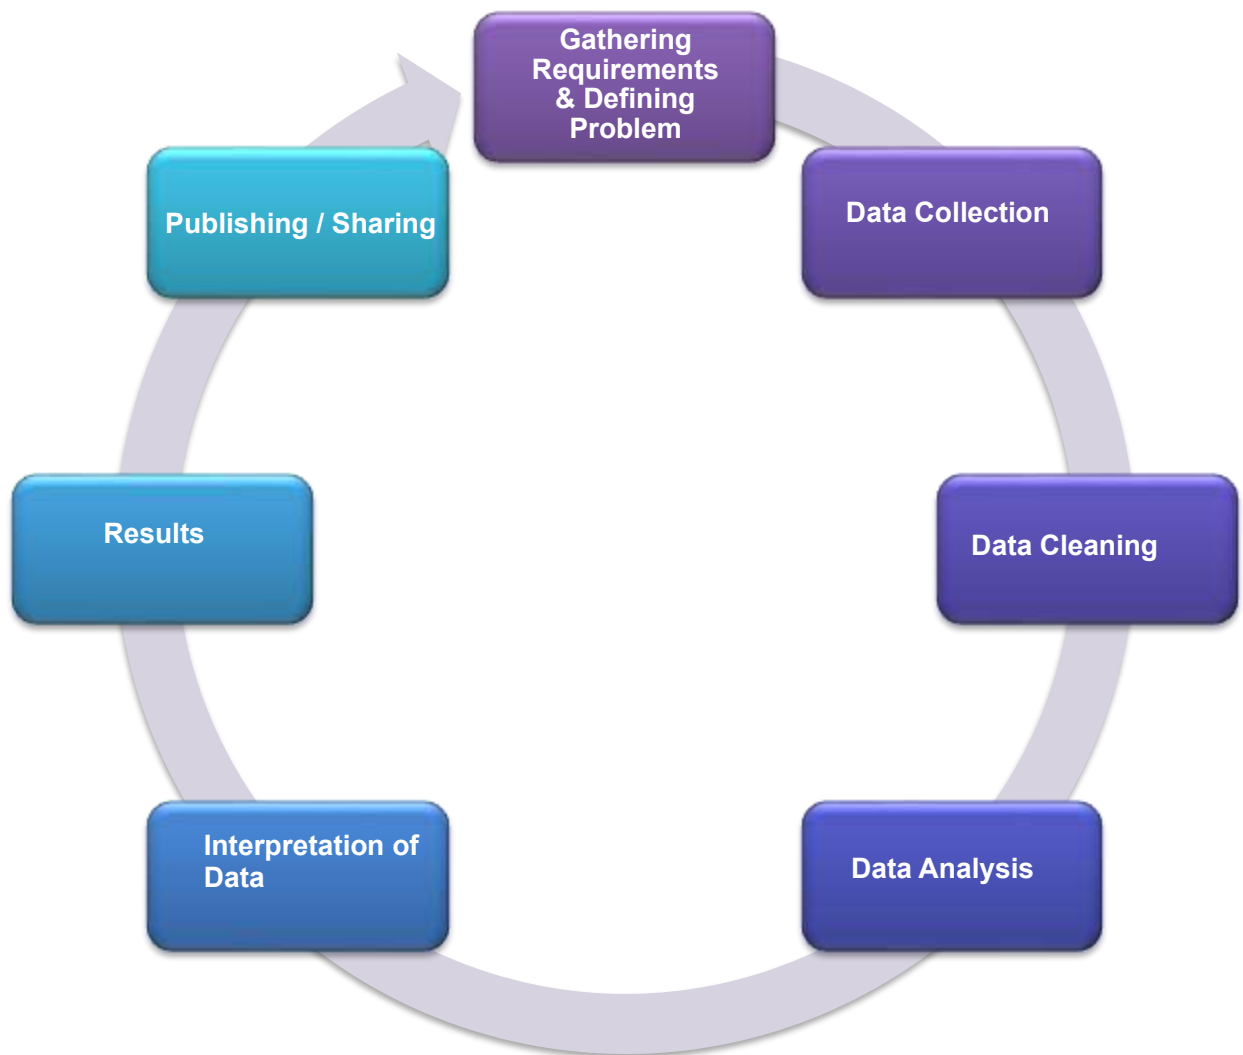 Gathering
Requirements
& Defining
Problem
Data Collection
Data Cleaning
Data Analysis
Interpretation of
Data
Results
Publishing / Sharing